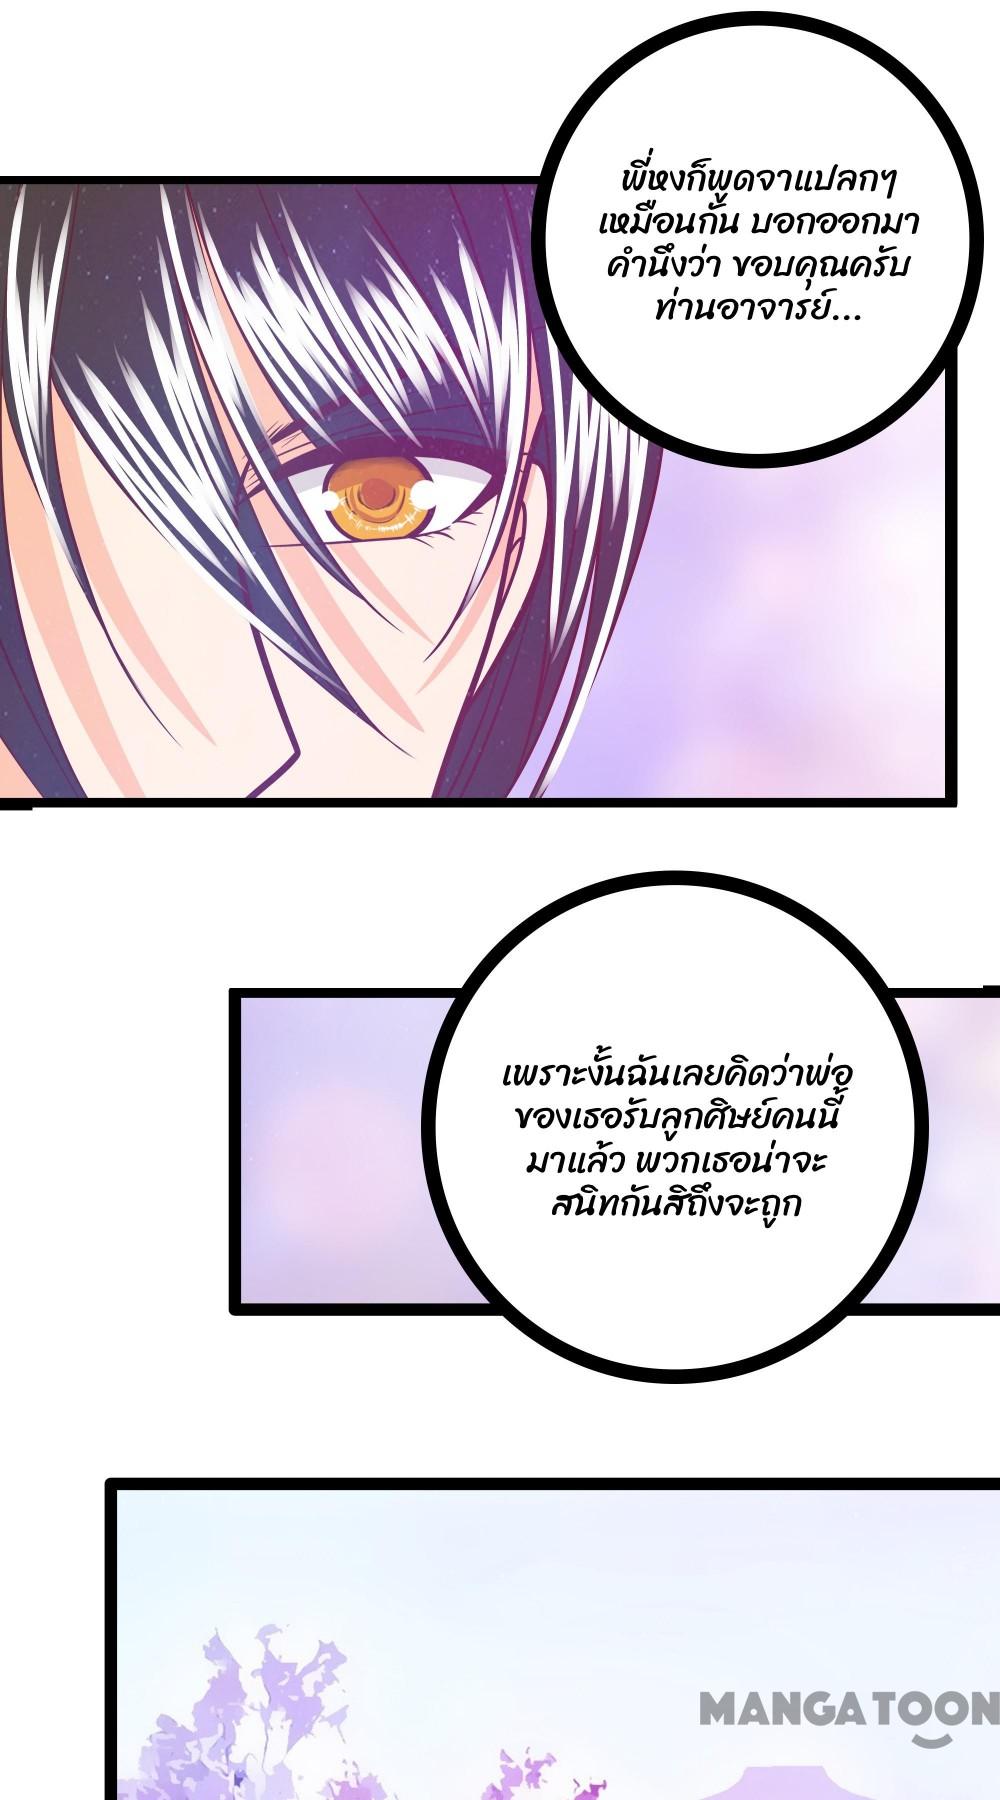 พี่หงก็พูดจาแปลกๆ
เหมือนกัน บอกออกมา
คำนึงว่า ขอบคุณครับ
ท่านอาจารย์...
เพราะงั้นฉันเลยคิดว่าพ่อ
ของเธอรับลูกศิษย์คนนี้
มาแล้ว พวกเธอน่าจะ
สนิทกันสิถึงจะถูก
MANGATOON